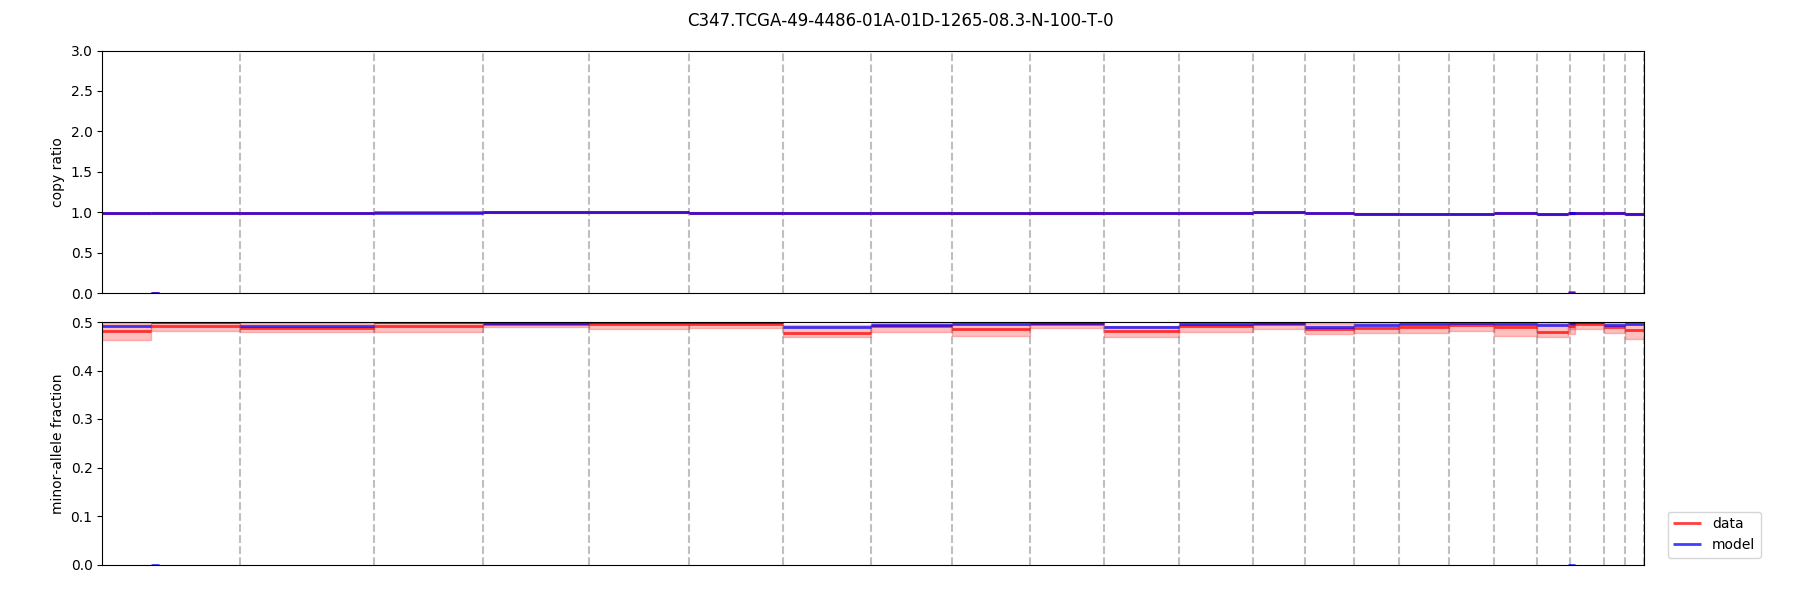 C347.TCGA-49-4486-01A-01D-1265-08.3-N-100-T-0
3.0
2.5
2.0
1.5
1.0
0.5
0.0
copy ratio
0.5
0.4
0.3
0.2
0.1
0.0
minor-allele fraction
data
model